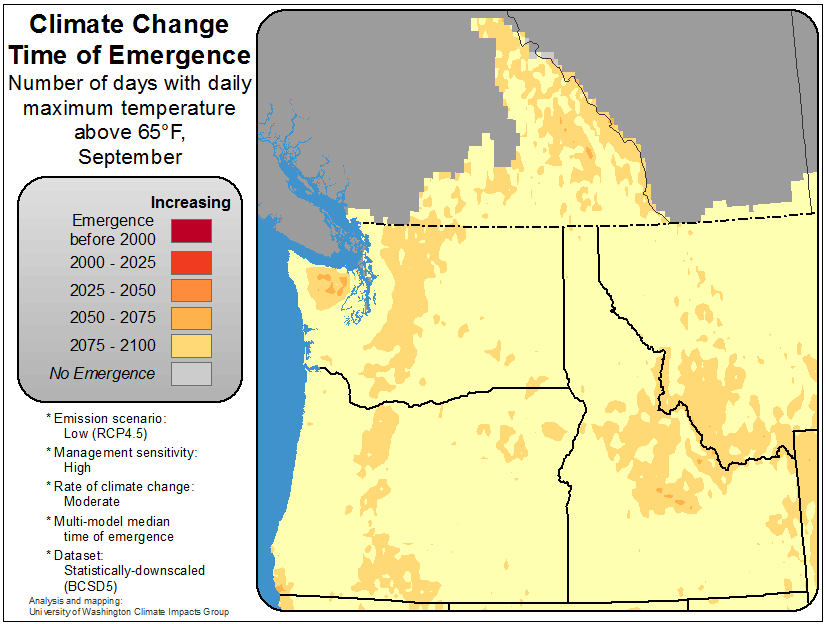 Climate Change
Time of Emergence
Number of days with daily
maximum temperature
above 65°F,
September
Increasing
Emergence
before 2000
2000 - 2025
2025 - 2050
2050 - 2075
2075 - 2100
No Emergence
* Emission scenario:
Low (RCP4.5)
* Management sensitivity:
High
* Rate of climate change:
Moderate
* Multi-model median
time of emergence
* Dataset:
Statistically-downscaled
(BCSD5)
Analysis and mapping:
University of Washington Climate Impacts Group